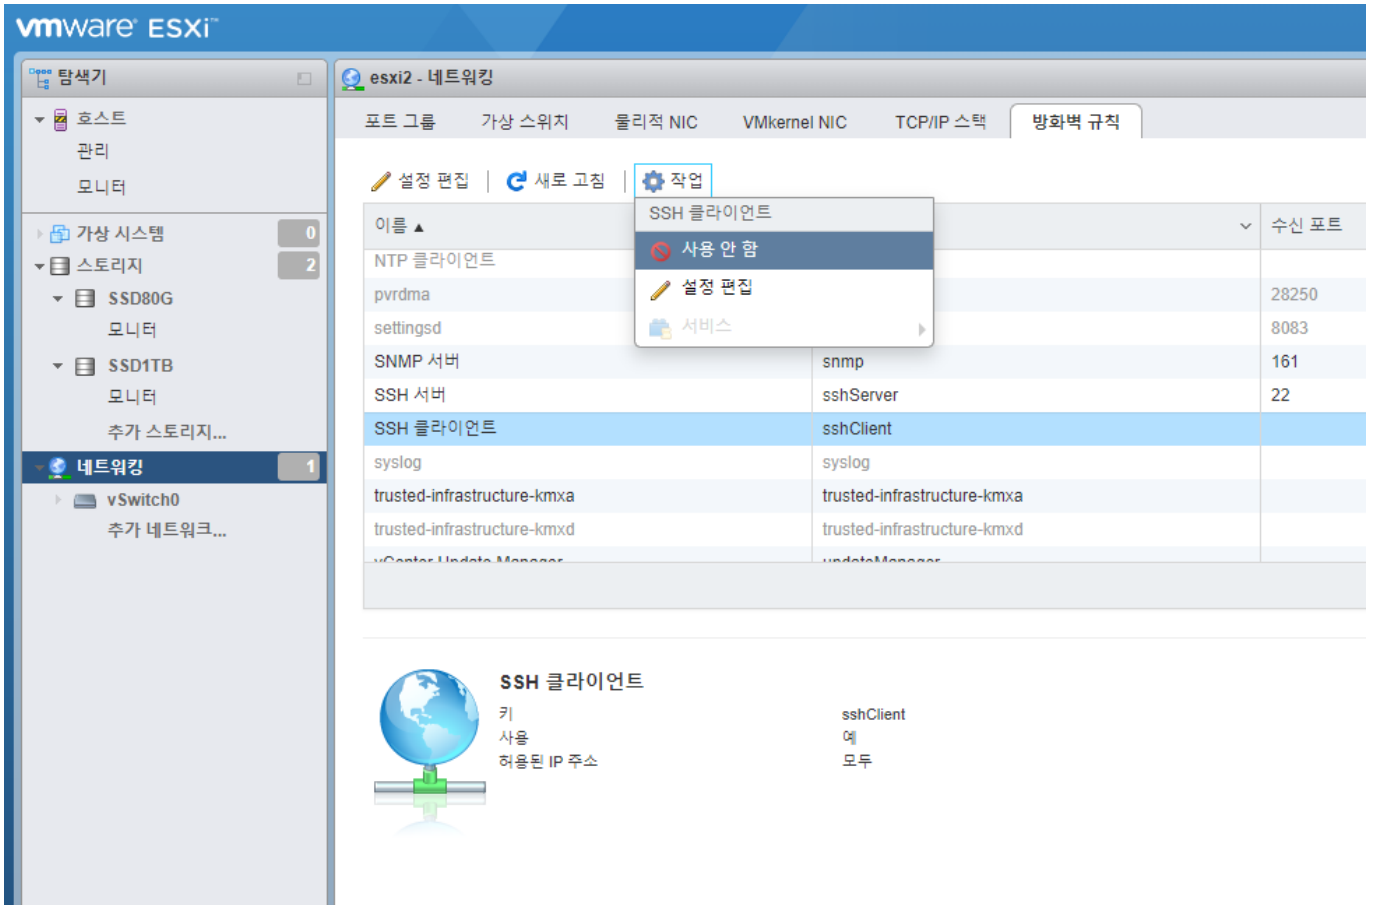 vmware ESXi™
탐색기
호스트
관리
모니터
가상 시스템 0
스토리지 2
SSD80G
모니터
SSD1TB
모니터
추가 스토리지...
네트워킹 1
vSwitch0
추가 네트워크...
esxi2 - 네트워킹
포트 그룹 가상 스위치 물리적 NIC VMkernel NIC TCP/IP 스택 방화벽 규칙
설정 편집 새로 고침 작업
SSH 클라이언트
사용 안 함
설정 편집
서비스
이름 수신 포트
NTP 클라이언트
pvrdma 28250
settingsd 8083
SNMP 서버 snmp 161
SSH 서버 sshServer 22
SSH 클라이언트 sshClient
syslog syslog
trusted-infrastructure-kmxa trusted-infrastructure-kmxa
trusted-infrastructure-kmxd trusted-infrastructure-kmxd
vCenter Update Manager updateManager
SSH 클라이언트
키 sshClient
사용 예
허용된 IP 주소 모두